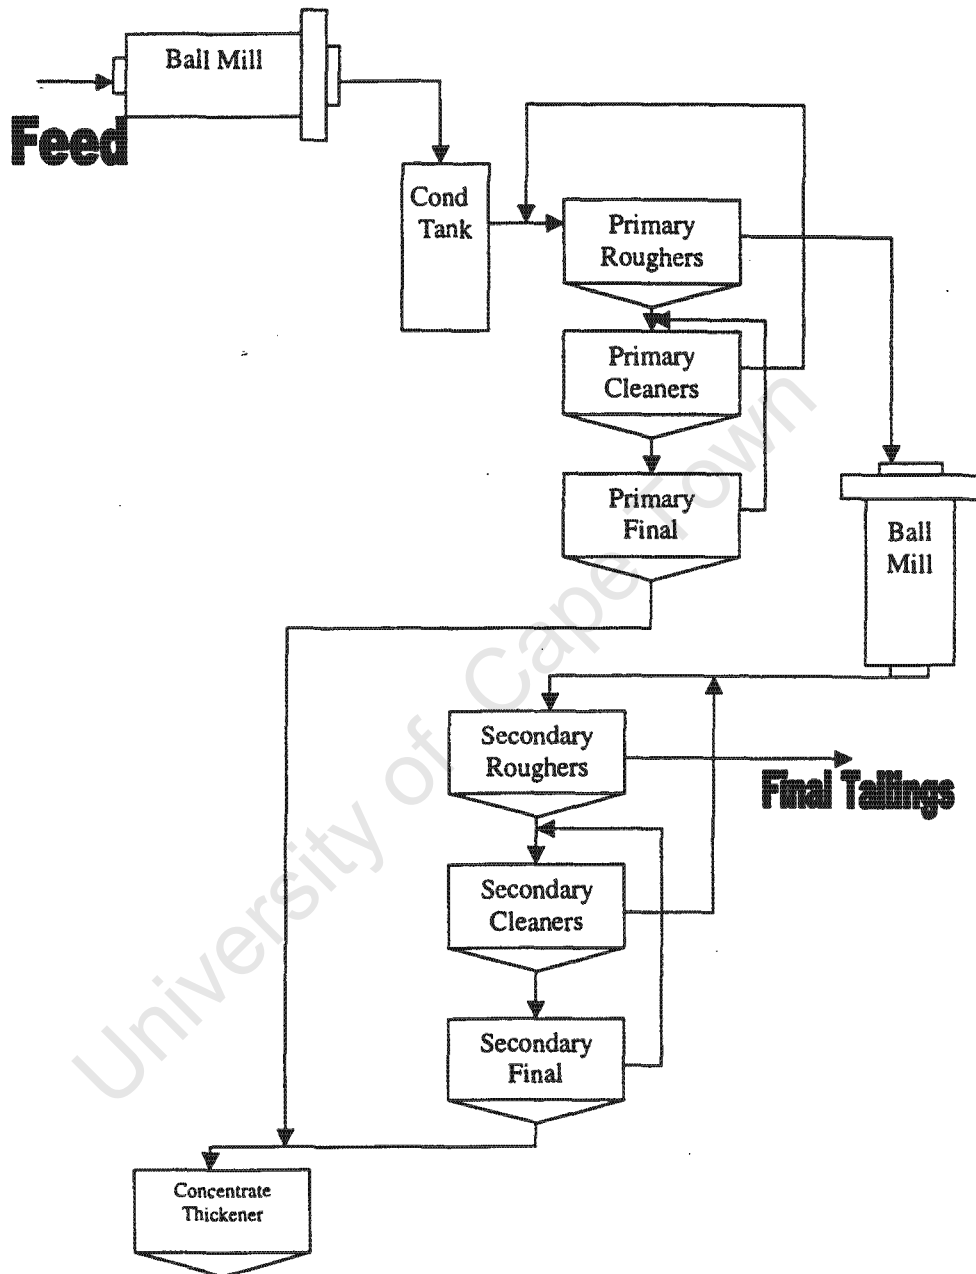 Ball Mill
Feed
Cond
Tank
Primary
Roughers
Primary
Cleaners
Primary
Final
Ball
Mill
Secondary
Roughers
Final Tailings
Secondary
Cleaners
Secondary
Final
Concentrate
Thickener
University of Cape Town